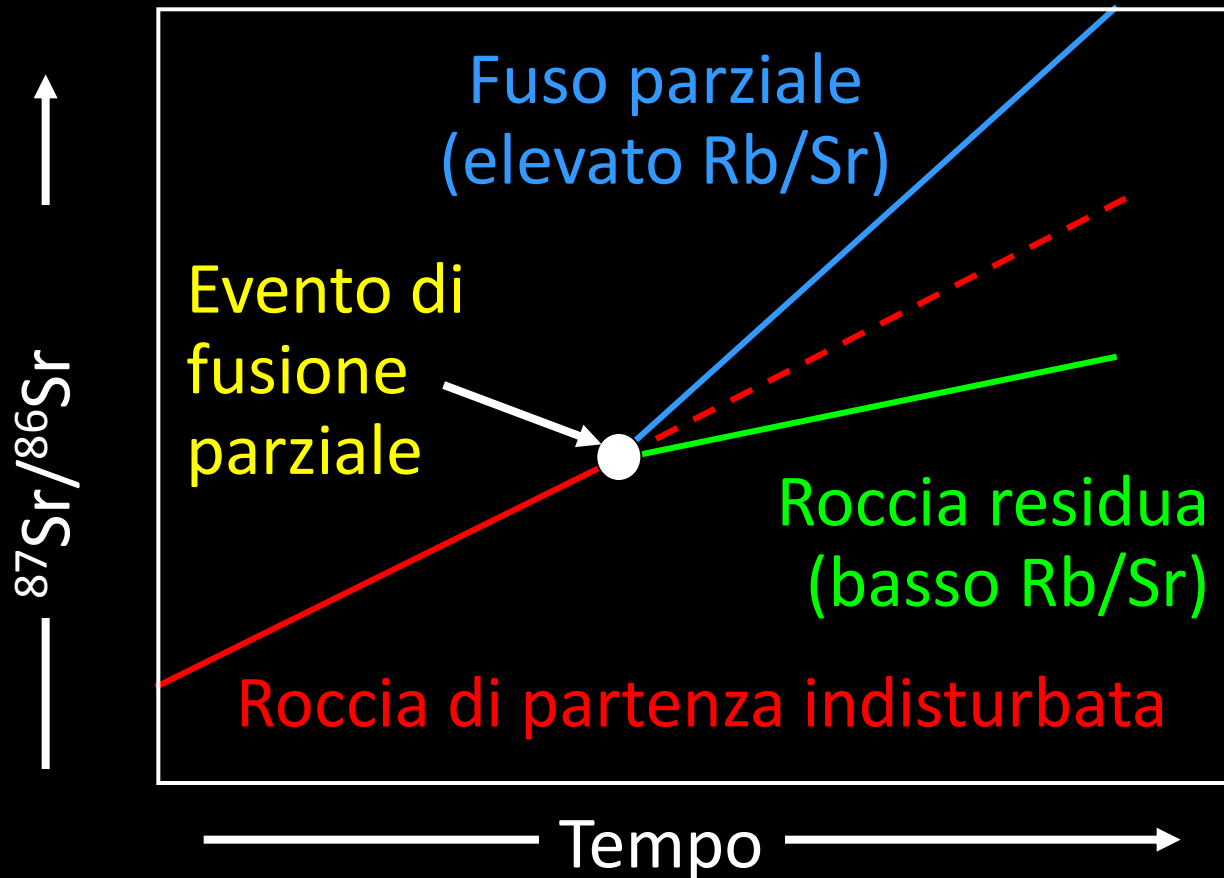 Fuso parziale
(elevato Rb/Sr)
Evento di
fusione
parziale
⁸⁷Sr/⁸⁶Sr
Roccia residua
(basso Rb/Sr)
Roccia di partenza indisturbata
Tempo